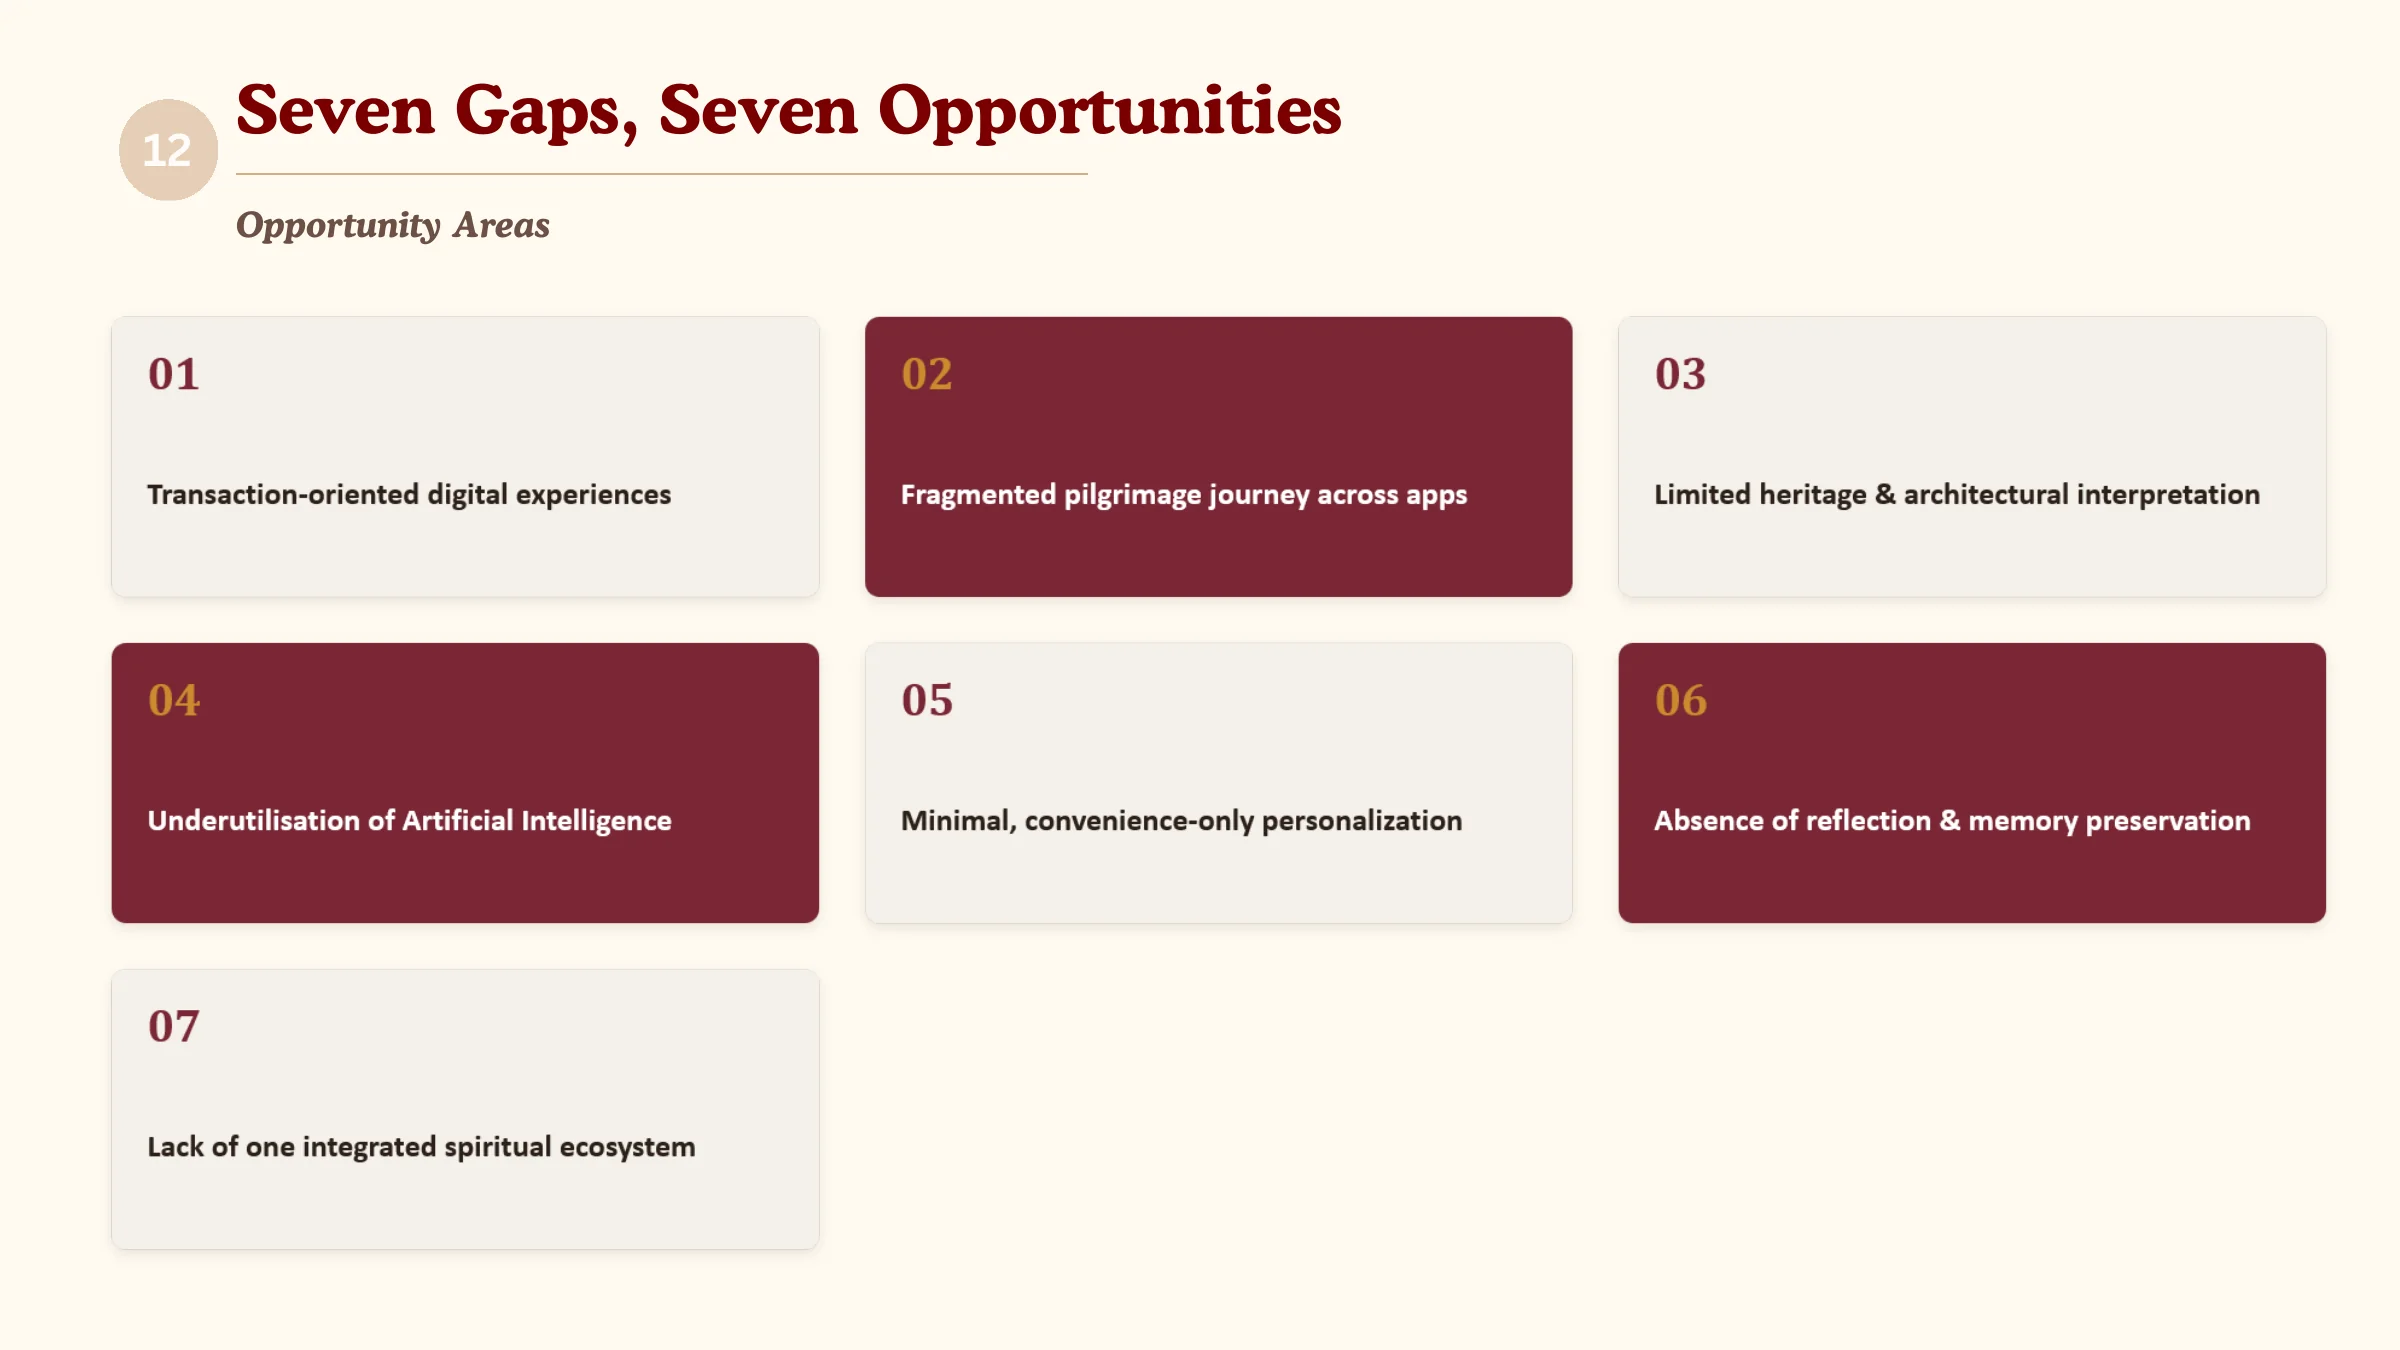 12
Seven Gaps, Seven Opportunities
Opportunity Areas
01
Transaction-oriented digital experiences
02
Fragmented pilgrimage journey across apps
03
Limited heritage & architectural interpretation
04
Underutilisation of Artificial Intelligence
05
Minimal, convenience-only personalization
06
Absence of reflection & memory preservation
07
Lack of one integrated spiritual ecosystem